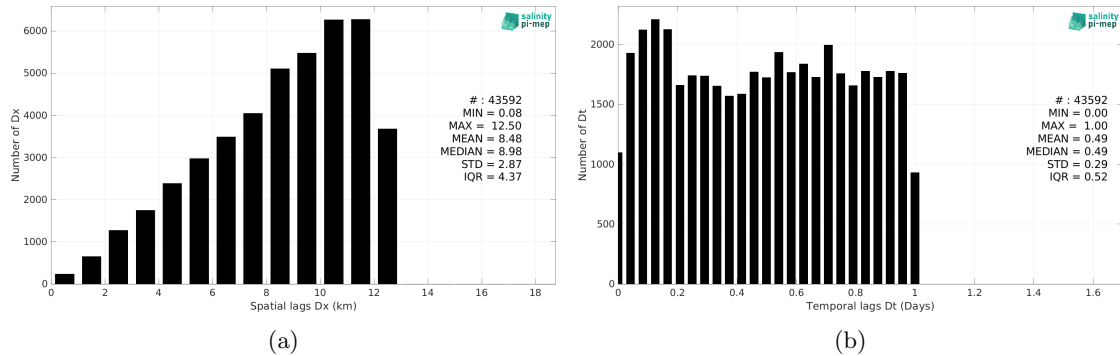 salinity
pi-mep
6000
5000
4000
3000
2000
1000
0
Number of Dx
# : 43592
MIN = 0.08
MAX = 12.50
MEAN = 8.48
MEDIAN = 8.98
STD = 2.87
IQR = 4.37
0 2 4 6 8 10 12 14 16 18
Spatial lags Dx (km)
(a)
salinity
pi-mep
2000
1500
1000
500
0
Number of Dt
# : 43592
MIN = 0.00
MAX = 1.00
MEAN = 0.49
MEDIAN = 0.49
STD = 0.29
IQR = 0.52
0 0.2 0.4 0.6 0.8 1 1.2 1.4 1.6
Temporal lags Dt (Days)
(b)